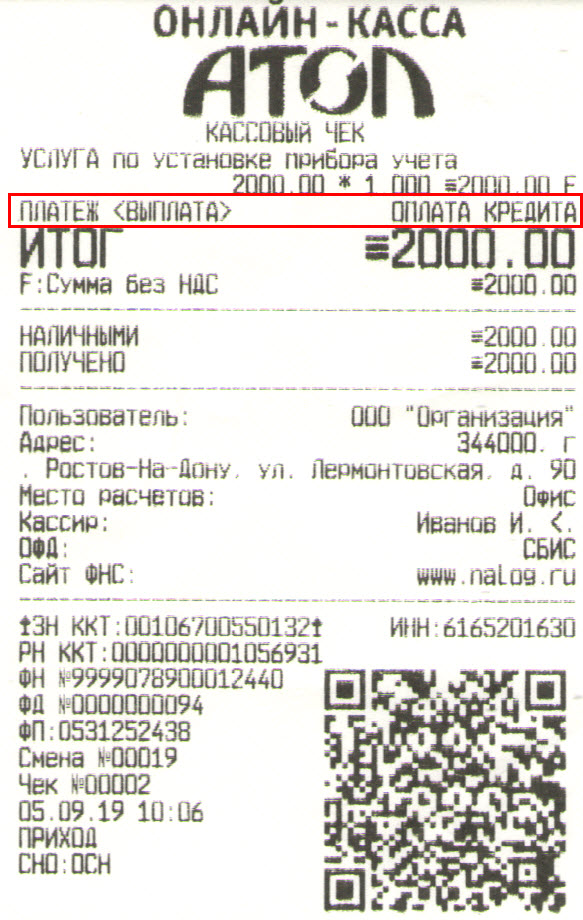 ОНЛАЙН-КАССА
АТОЛ
КАССОВЫЙ ЧЕК
УСЛУГА по установке прибора учета
2000.00 * 1 000 ≡2000.00 F
ПЛАТЕЖ <ВЫПЛАТА> ОПЛАТА КРЕДИТА
ИТОГ ≡2000.00
F:Сумма без НДС ≡2000.00
НАЛИЧНЫМИ ≡2000.00
ПОЛУЧЕНО ≡2000.00
Пользователь: ООО "Организация"
Адрес: 344000. г
. Ростов-На-Дону, ул. Лермонтовская, д. 90
Место расчетов: Офис
Кассир: Иванов И. <.
ОФД: СБИС
Сайт ФНС: www.nalog.ru
↑ЗН ККТ:00106700550132↑ ИНН:6165201630
РН ККТ:0000000001056931
ФН №9999078900012440
ФД №0000000094
ФП:0531252438
Смена №00019
Чек №00002
05.09.19 10:06
ПРИХОД
СНО:ОСН